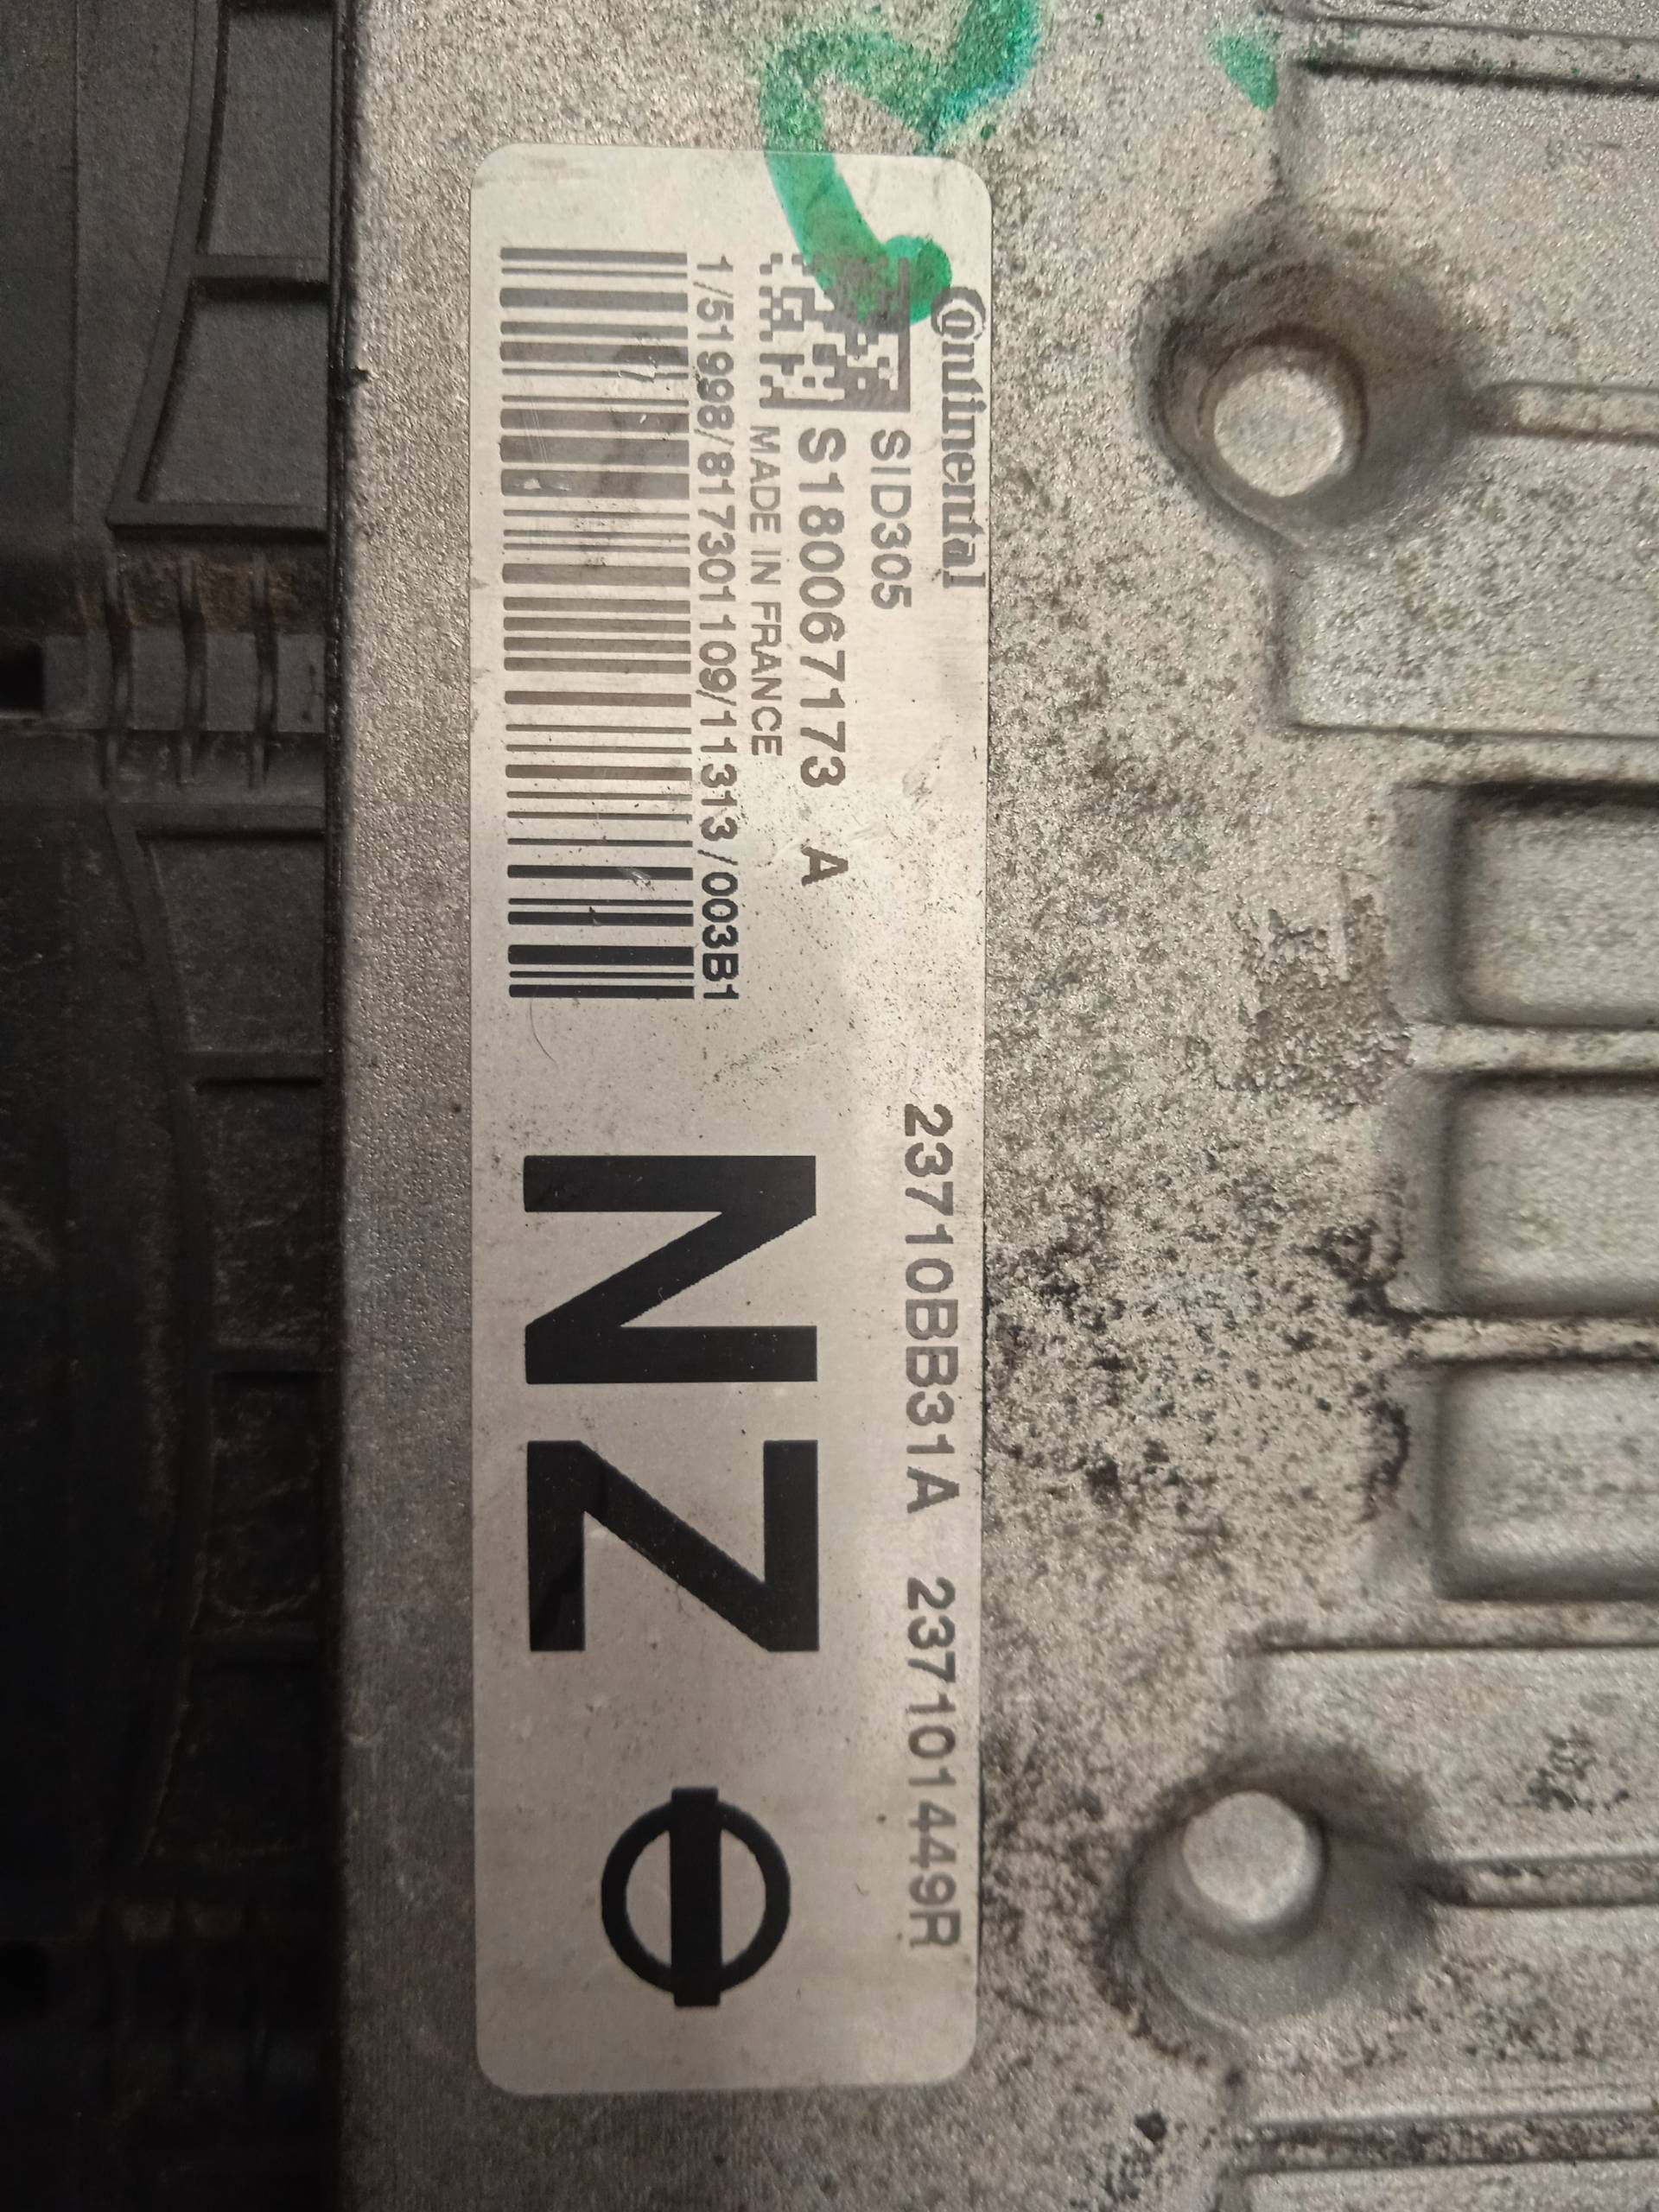 Continental
SID305
S180067173 A
MADE IN FRANCE
1/51998/817301109/11313/003B1
23710BB31A 237101449R
NZ